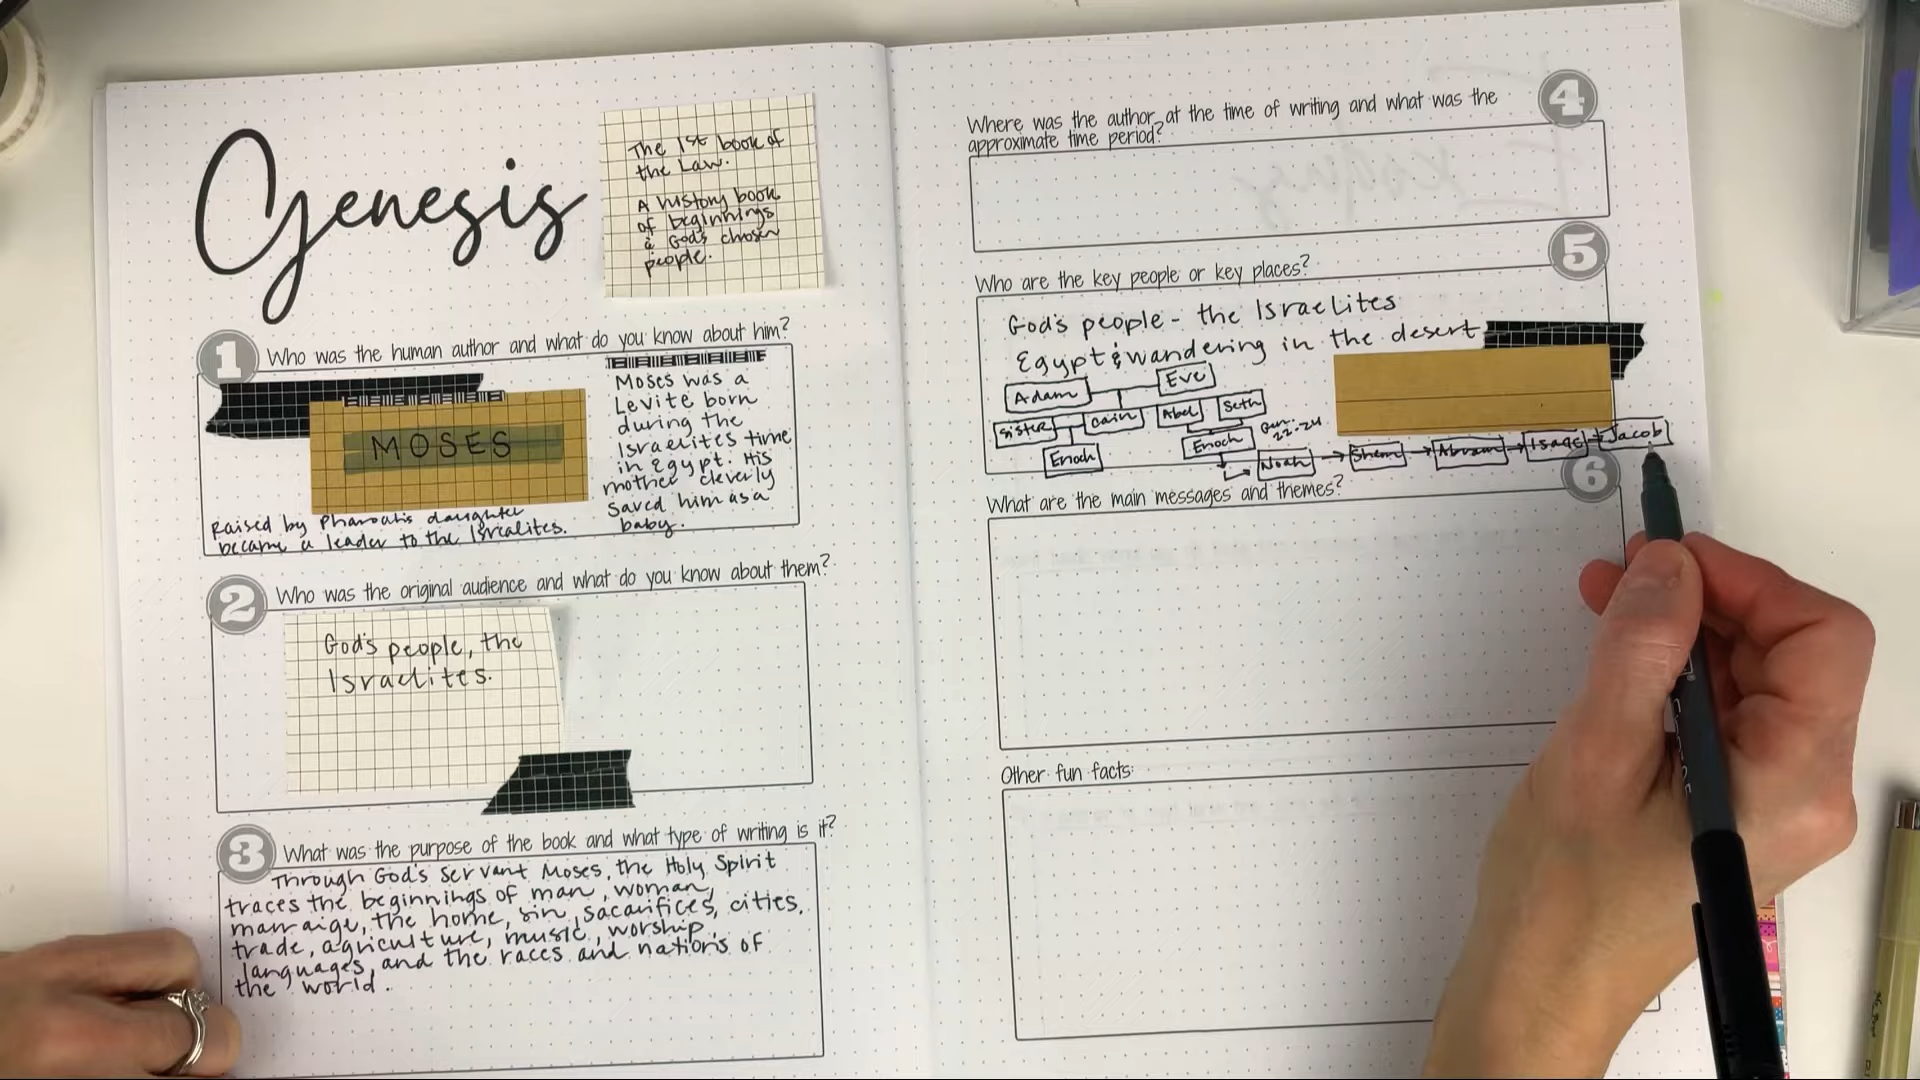 Genesis
The 1st book of
the Law.
A history book
of beginnings
& God's chosen
people.
1 Who was the human author and what do you know about him?
MOSES
Moses was a
Levite born
during the
Israelites time
in Egypt. His
mother cleverly
saved him as a
baby.
Raised by Pharoah's daughter
became a leader to the Isrealites.
2 Who was the original audience and what do you know about them?
God's people, the
Israelites.
3 What was the purpose of the book and what type of writing is it?
Through God's servant Moses, the Holy Spirit
traces the beginnings of man, woman,
marraige, the home, sin, sacarifices, cities,
trade, agriculture, music, worship,
languages, and the races and nations of
the world.
4
Where was the author at the time of writing and what was the
approximate time period?
5
Who are the key people or key places?
God's people - the Israelites
Egypt & wandering in the desert
Adam Eve
Sister Cain Abel Seth
Enoch Enoch Gen. 22-24
Noah → Shem → Abram → Isaac → Jacob
6
What are the main messages and themes?
Other fun facts: